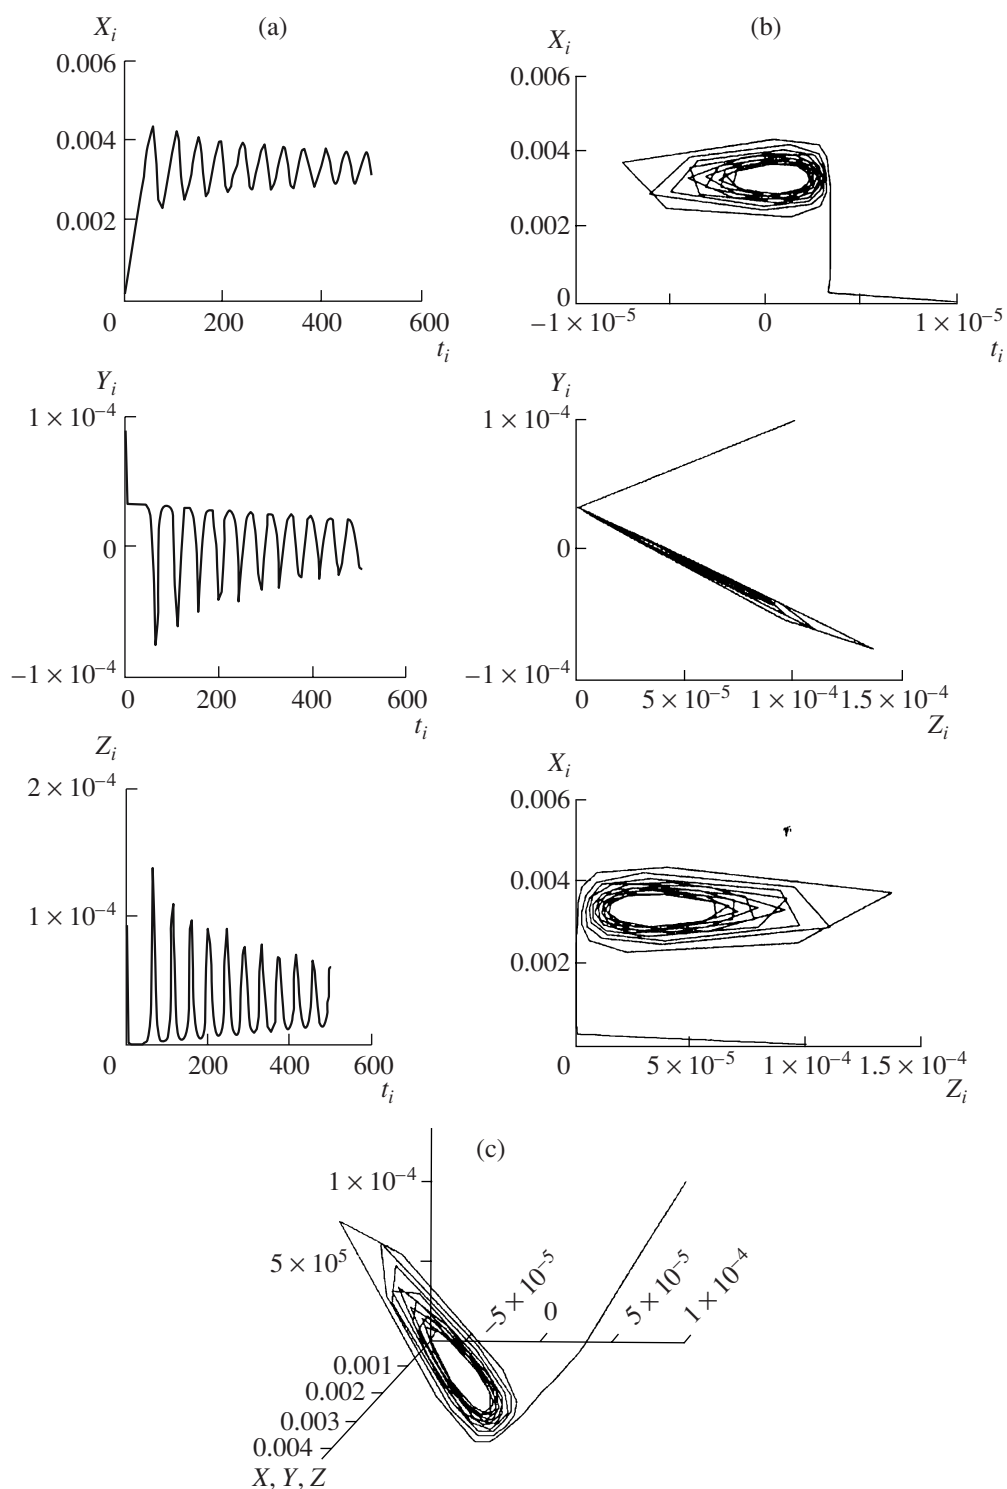 (a)
X_i
0.006
0.004
0.002
0 200 400 600
t_i
(b)
X_i
0.006
0.004
0.002
0
−1 × 10^−5 0 1 × 10^−5
t_i
Y_i
1 × 10^−4
0
−1 × 10^−4
0 200 400 600
t_i
Y_i
1 × 10^−4
0
−1 × 10^−4
0 5 × 10^−5 1 × 10^−4 1.5 × 10^−4
Z_i
Z_i
2 × 10^−4
1 × 10^−4
0 200 400 600
t_i
X_i
0.006
0.004
0.002
0 5 × 10^−5 1 × 10^−4 1.5 × 10^−4
Z_i
(c)
1 × 10^−4
5 × 10^5
−5 × 10^−5 0 5 × 10^−5 1 × 10^−4
0.001
0.002
0.003
0.004
X, Y, Z